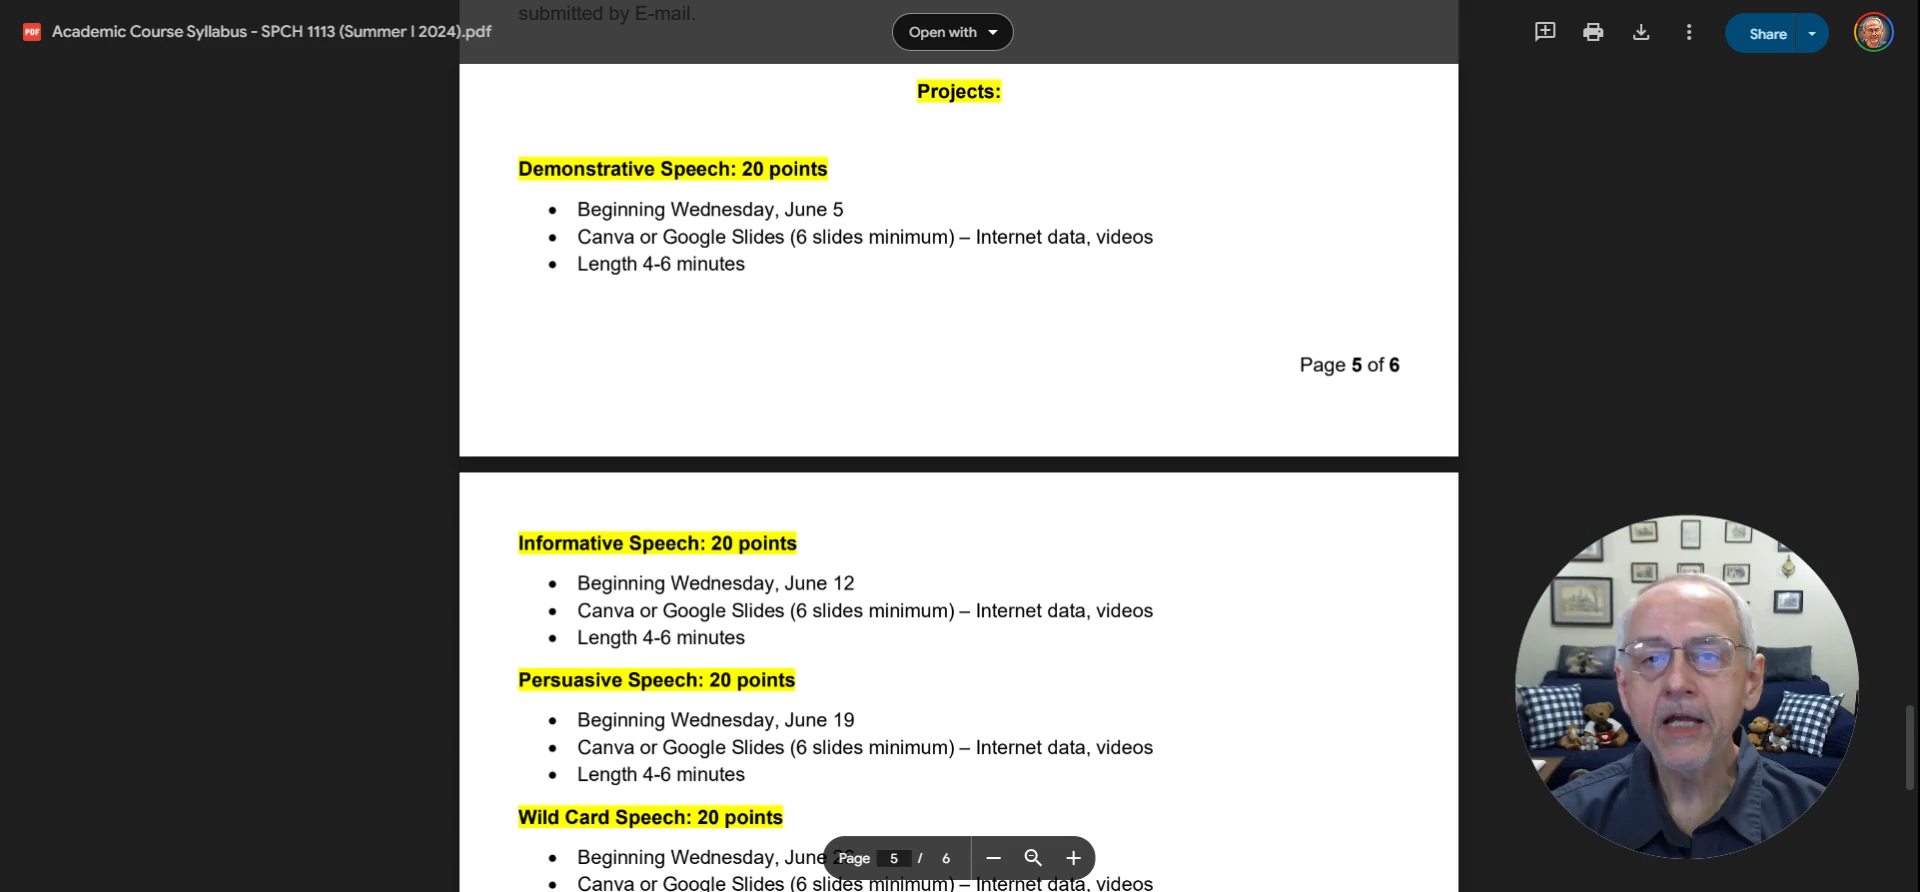 submitted by E-mail.
Academic Course Syllabus - SPCH 1113 (Summer I 2024).pdf
Open with
Share
Projects:
Demonstrative Speech: 20 points
• Beginning Wednesday, June 5
• Canva or Google Slides (6 slides minimum) – Internet data, videos
• Length 4-6 minutes
Page 5 of 6
Informative Speech: 20 points
• Beginning Wednesday, June 12
• Canva or Google Slides (6 slides minimum) – Internet data, videos
• Length 4-6 minutes
Persuasive Speech: 20 points
• Beginning Wednesday, June 19
• Canva or Google Slides (6 slides minimum) – Internet data, videos
• Length 4-6 minutes
Wild Card Speech: 20 points
• Beginning Wednesday, June
Page 5 / 6
• Canva or Google Slides (6 slides minimum) – Internet data, videos